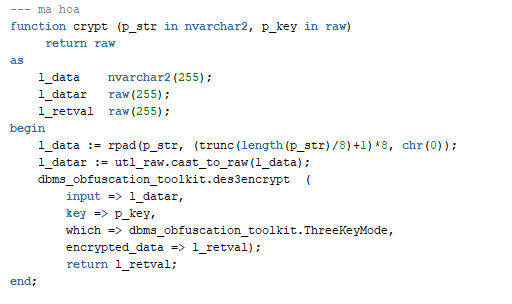 --- ma hoa
function crypt (p_str in nvarchar2, p_key in raw)
     return raw
as
    l_data    nvarchar2(255);
    l_datar   raw(255);
    l_retval  raw(255);
begin
    l_data := rpad(p_str, (trunc(length(p_str)/8)+1)*8, chr(0));
    l_datar := utl_raw.cast_to_raw(l_data);
    dbms_obfuscation_toolkit.des3encrypt  (
        input => l_datar,
        key => p_key,
        which => dbms_obfuscation_toolkit.ThreeKeyMode,
        encrypted_data => l_retval);
        return l_retval;
end;